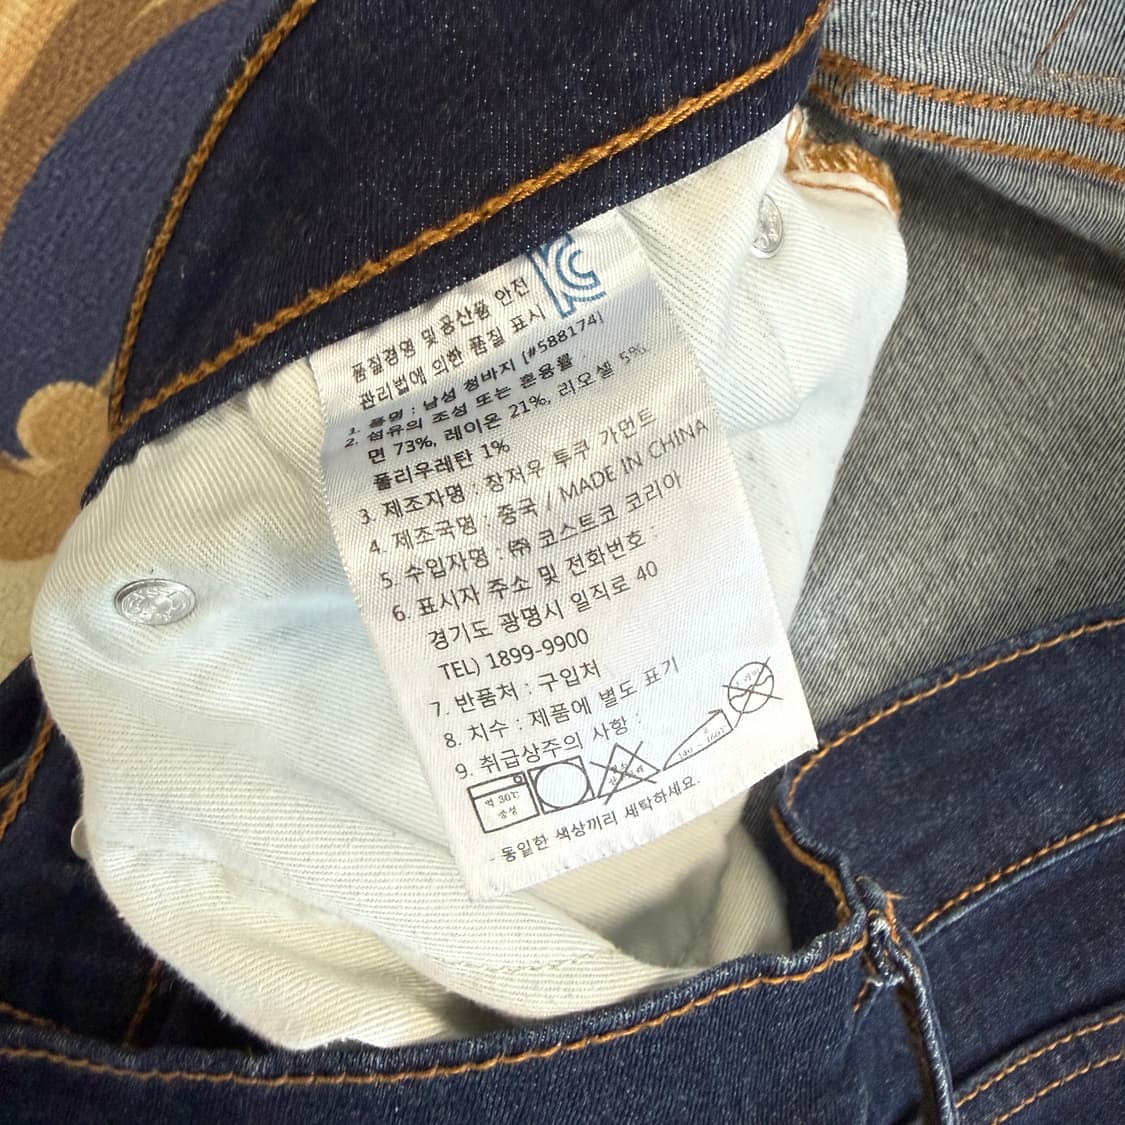 품질경영 및 공산품 안전
관리법에 의한 품질 표시
1. 품명 : 남성 청바지 [#588174]
2. 섬유의 조성 또는 혼용률 :
면 73%, 레이온 21%, 리오셀 5%
폴리우레탄 1%
3. 제조자명 : 창저우 투쿠 가먼트
4. 제조국명 : 중국 / MADE IN CHINA
5. 수입자명 : ㈜ 코스트코 코리아
6. 표시자 주소 및 전화번호 :
경기도 광명시 일직로 40
TEL) 1899-9900
7. 반품처 : 구입처
8. 치수 : 제품에 별도 표기
9. 취급상주의 사항 :
약 30℃
중성
140 ~ 160℃
- 동일한 색상끼리 세탁하세요.